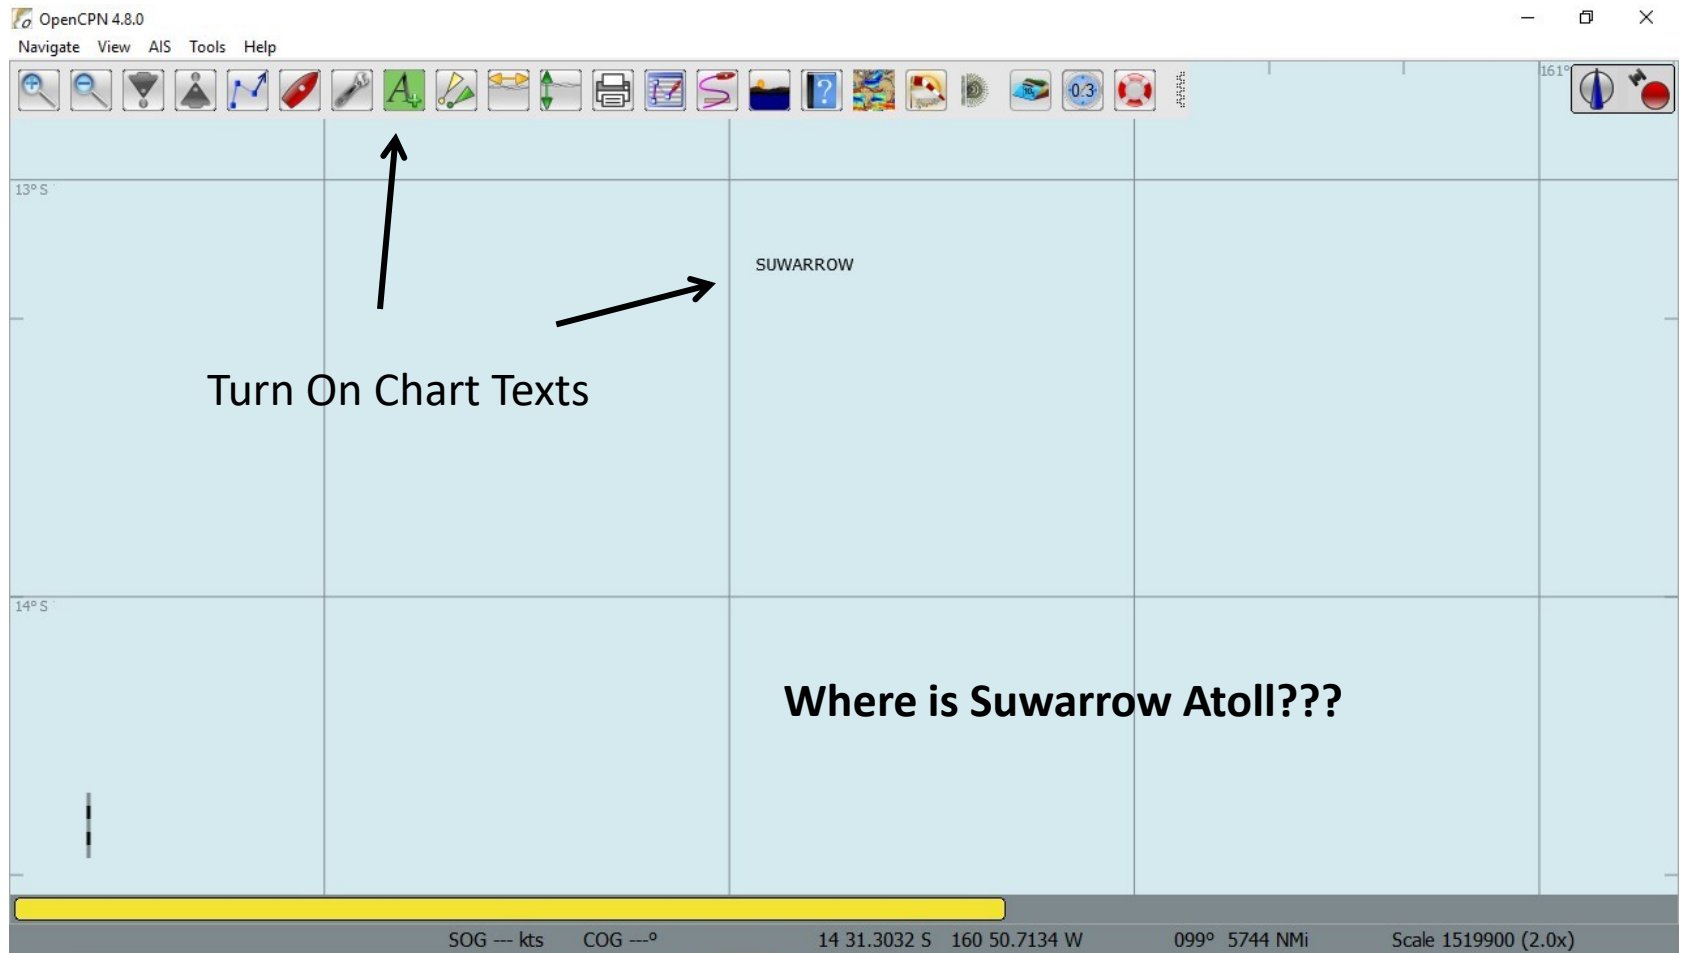 OpenCPN 4.8.0
Navigate View AIS Tools Help
161°
13° S
SUWARROW
Turn On Chart Texts
14° S
Where is Suwarrow Atoll???
SOG --- kts COG ---° 14 31.3032 S 160 50.7134 W 099° 5744 NMi Scale 1519900 (2.0x)